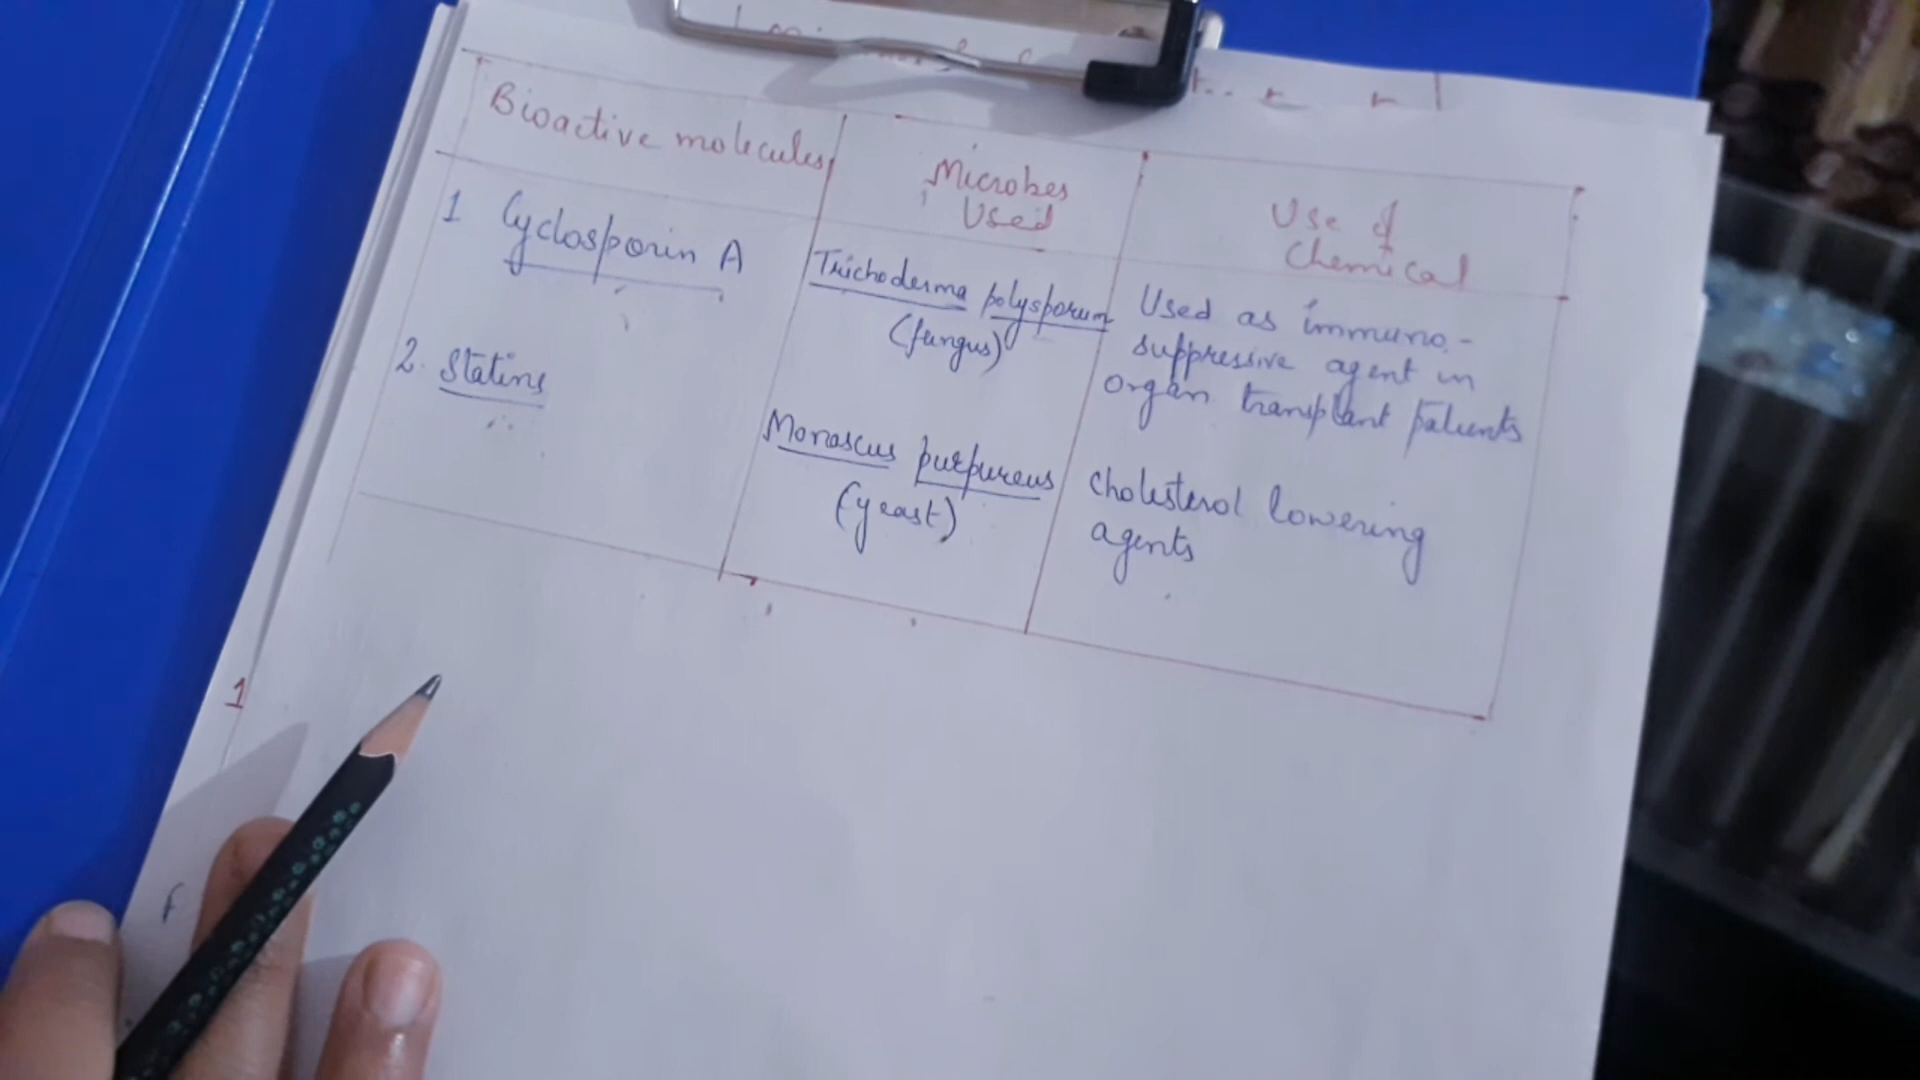 Bioactive molecules
Microbes
Used
Use of
Chemical
1 Cyclosporin A
Trichoderma polysporum
(fungus)
Used as immuno-
suppressive agent in
organ transplant patients
2. Statins
Monascus purpureus
(yeast)
Cholesterol lowering
agents
1
F